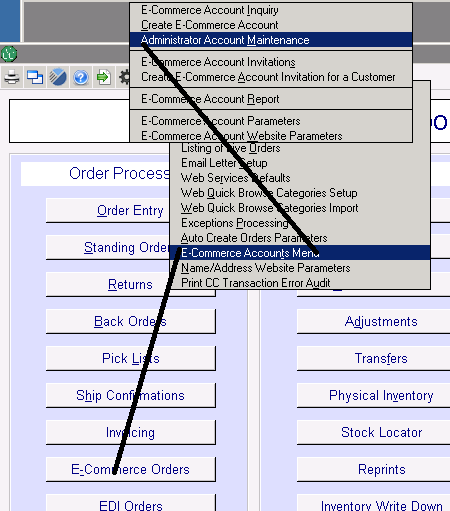 E-Commerce Account Inquiry
Create E-Commerce Account
Administrator Account Maintenance
E-Commerce Account Invitations
Create E-Commerce Account Invitation for a Customer
E-Commerce Account Report
E-Commerce Account Parameters
E-Commerce Account Website Parameters
Listing of Live Orders
Email Letter Setup
Web Services Defaults
Web Quick Browse Categories Setup
Web Quick Browse Categories Import
Exceptions Processing
Auto Create Orders Parameters
E-Commerce Accounts Menu
Name/Address Website Parameters
Print CC Transaction Error Audit
Order Process
Order Entry
Standing Orde
Returns
Back Orders
Pick Lists
Ship Confirmations
Invoicing
E-Commerce Orders
EDI Orders
Adjustments
Transfers
Physical Inventory
Stock Locator
Reprints
Inventory Write Down